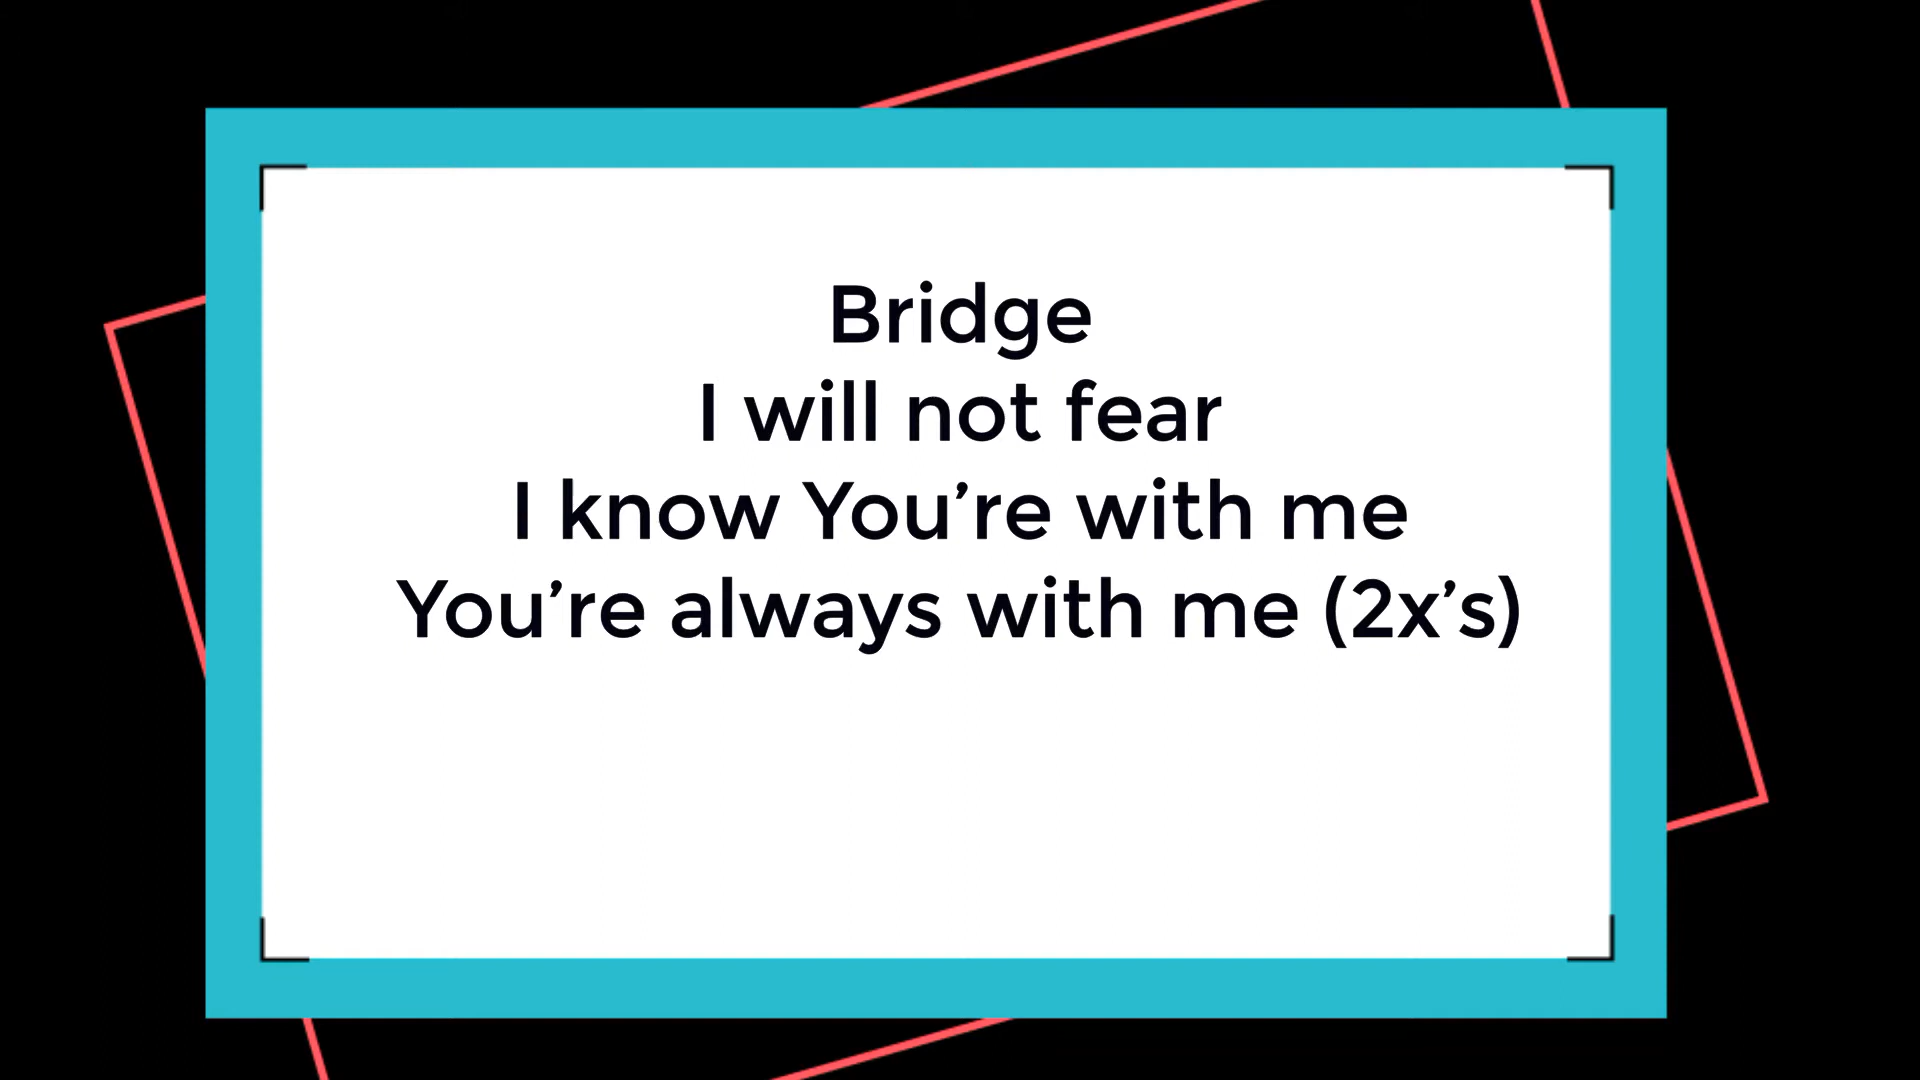 Bridge
I will not fear
I know You’re with me
You’re always with me (2x’s)